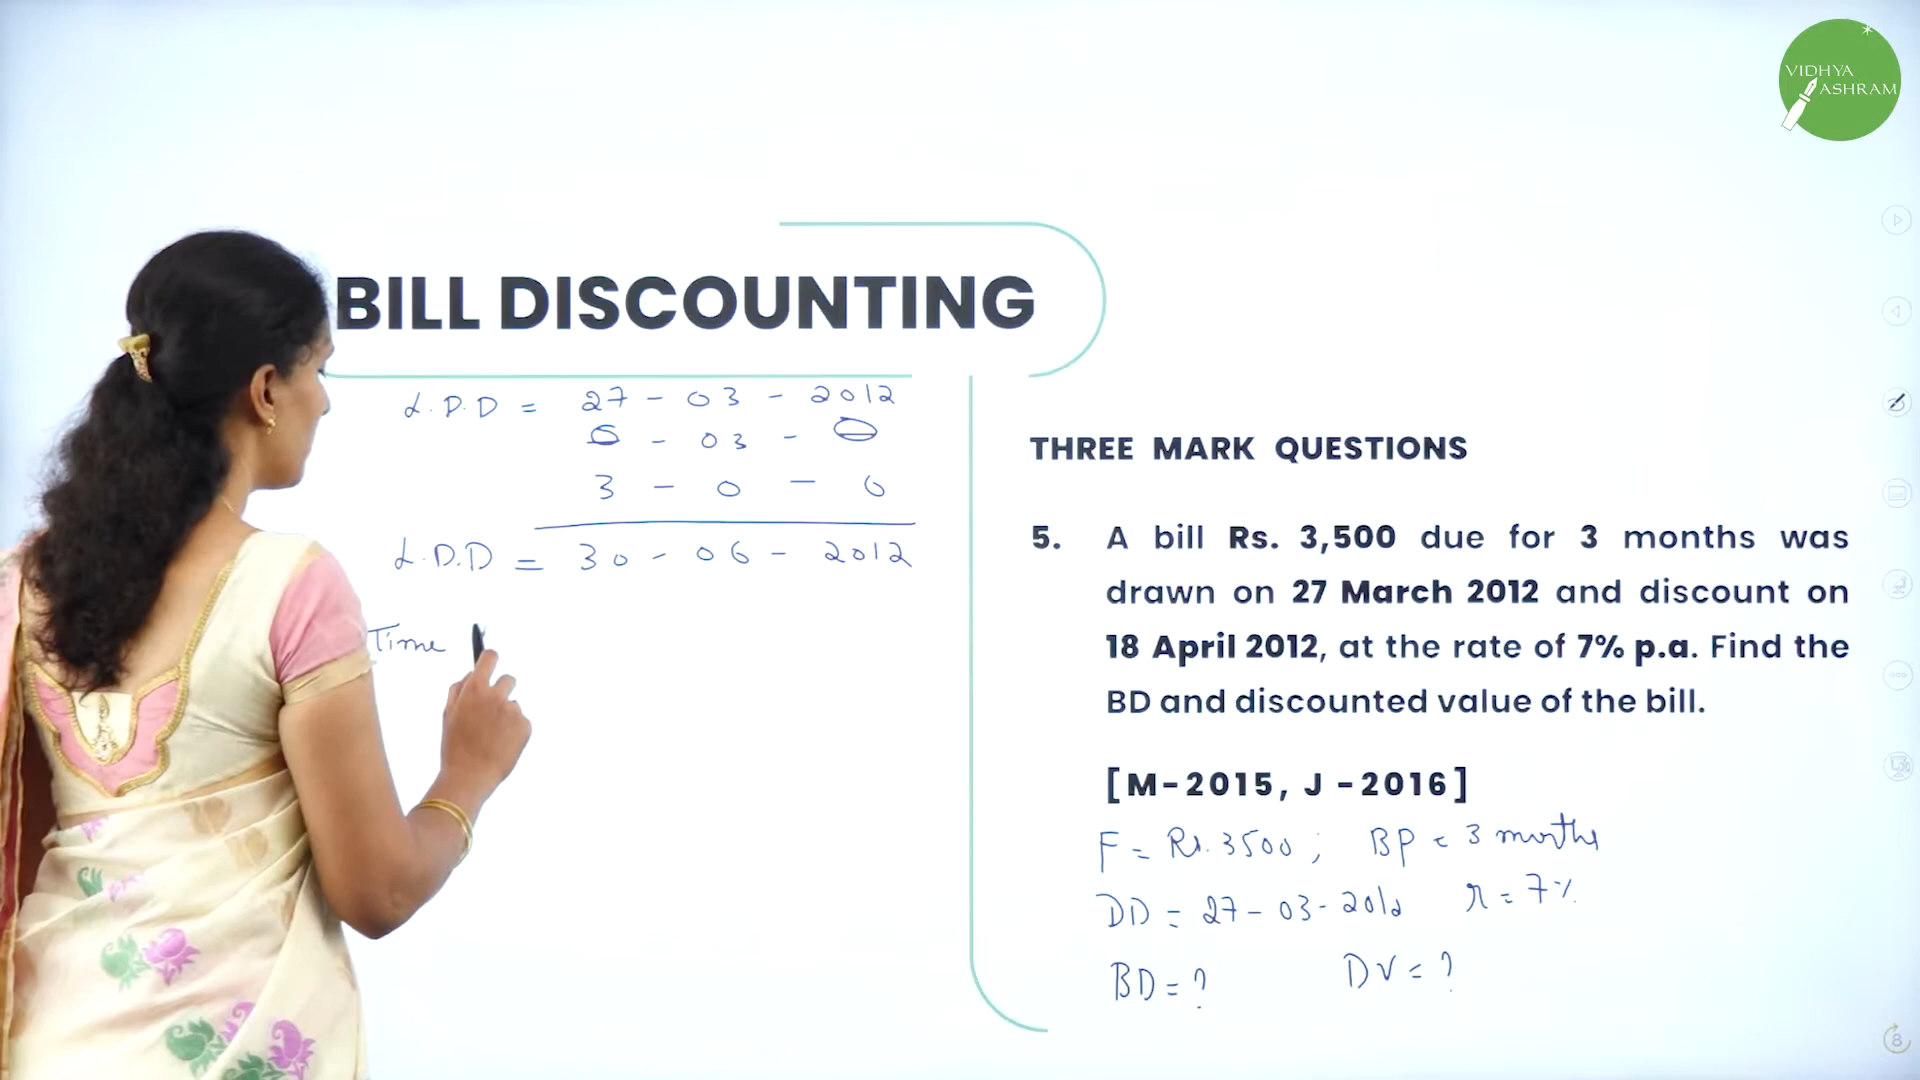 VIDHYA
ASHRAM
BILL DISCOUNTING
L.D.D = 27 - 03 - 2012
0 - 03 - 0
3 - 0 - 0
L.D.D = 30 - 06 - 2012
Time
THREE MARK QUESTIONS
5. A bill Rs. 3,500 due for 3 months was
drawn on 27 March 2012 and discount on
18 April 2012, at the rate of 7% p.a. Find the
BD and discounted value of the bill.
[M-2015, J -2016]
F = Rs. 3500 ; BP = 3 months
DD = 27 - 03 - 2012 r = 7%
BD = ? DV = ?
8